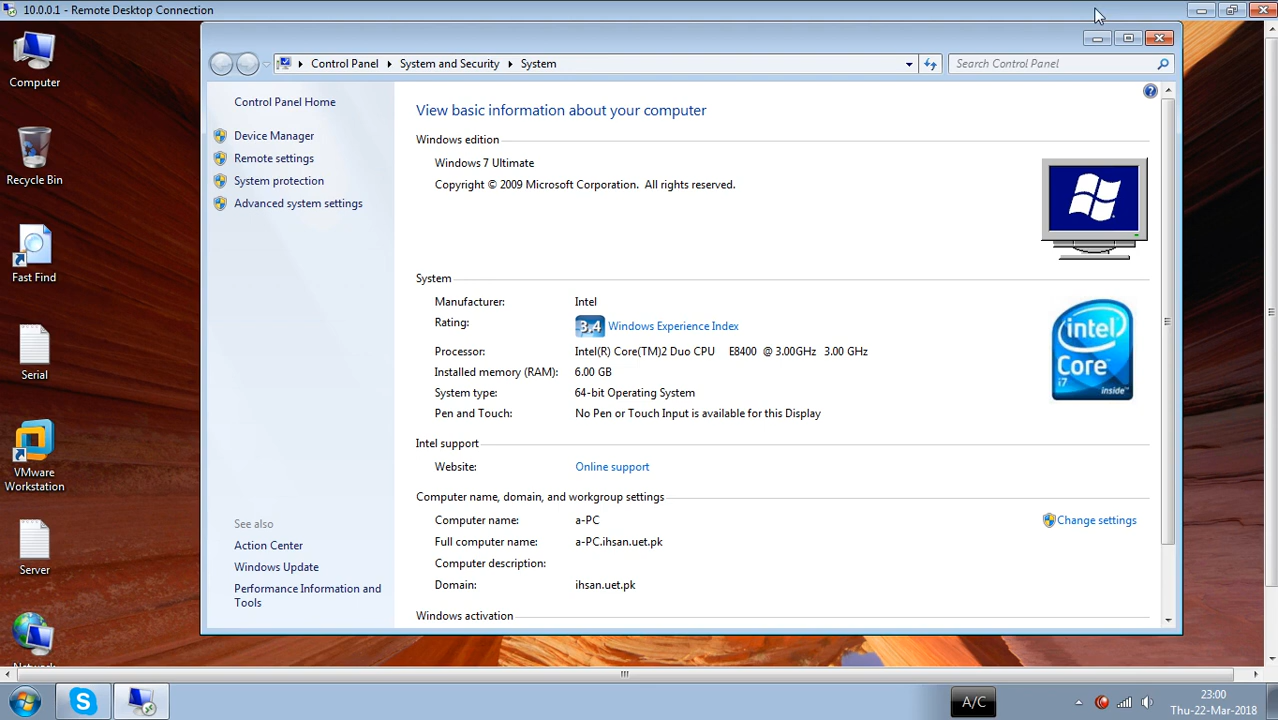 10.0.0.1 - Remote Desktop Connection
Computer
Recycle Bin
Fast Find
Serial
VMware
Workstation
Server
Control Panel System and Security System
Search Control Panel
Control Panel Home
Device Manager
Remote settings
System protection
Advanced system settings
See also
Action Center
Windows Update
Performance Information and
Tools
View basic information about your computer
Windows edition
Windows 7 Ultimate
Copyright © 2009 Microsoft Corporation. All rights reserved.
System
Manufacturer: Intel
Rating: 3.4 Windows Experience Index
Processor: Intel(R) Core(TM)2 Duo CPU E8400 @ 3.00GHz 3.00 GHz
Installed memory (RAM): 6.00 GB
System type: 64-bit Operating System
Pen and Touch: No Pen or Touch Input is available for this Display
intel
Core
i7
inside™
Intel support
Website: Online support
Computer name, domain, and workgroup settings
Computer name: a-PC
Change settings
Full computer name: a-PC.ihsan.uet.pk
Computer description:
Domain: ihsan.uet.pk
Windows activation
A/C
23:00
Thu-22-Mar-2018